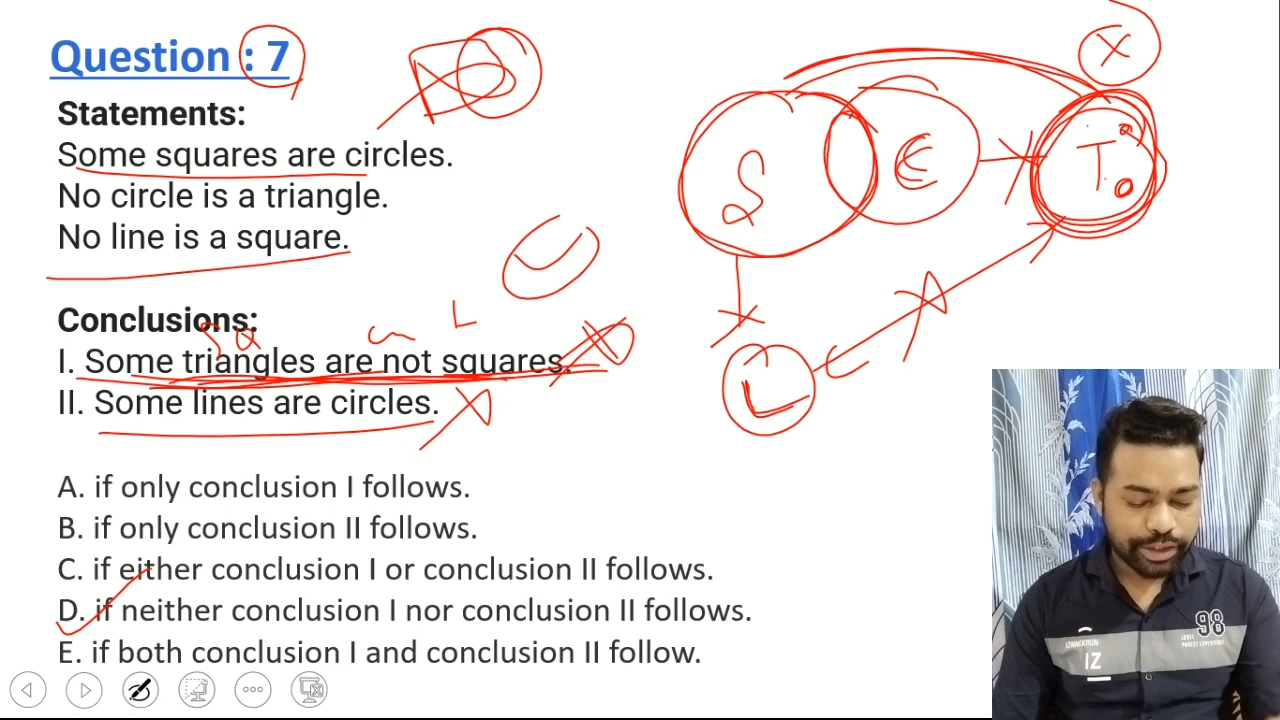 Question : 7
Statements:
Some squares are circles.
No circle is a triangle.
No line is a square.
Conclusions:
I. Some triangles are not squares.
II. Some lines are circles.
A. if only conclusion I follows.
B. if only conclusion II follows.
C. if either conclusion I or conclusion II follows.
D. if neither conclusion I nor conclusion II follows.
E. if both conclusion I and conclusion II follow.
S
T
L
L
98
IZ